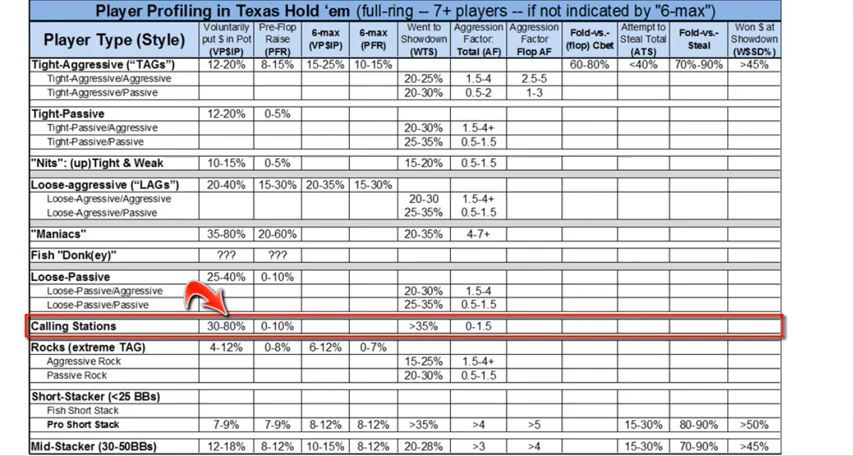 Player Profiling in Texas Hold 'em (full-ring -- 7+ players -- if not indicated by "6-max")
Player Type (Style) Voluntarily put $ in Pot (VP$IP) Pre-Flop Raise (PFR) 6-max (VP$IP) 6-max (PFR) Went to Showdown (WTS) Aggression Factor: Total (AF) Aggression Factor Flop AF Fold-vs.- (flop) Cbet Attempt to Steal Total (ATS) Fold-vs.- Steal Won $ at Showdown (W$SD%)
Tight-Aggressive ("TAGs") 12-20% 8-15% 15-25% 10-15% 60-80% <40% 70%-90% >45%
Tight-Aggressive/Aggressive 20-25% 1.5-4 2.5-5
Tight-Aggressive/Passive 20-30% 0.5-2 1-3
Tight-Passive 12-20% 0-5%
Tight-Passive/Aggressive 20-30% 1.5-4+
Tight-Passive/Passive 25-35% 0.5-1.5
"Nits": (up)Tight & Weak 10-15% 0-5% 15-20% 0.5-1.5
Loose-aggressive ("LAGs") 20-40% 15-30% 20-35% 15-30%
Loose-Agressive/Aggressive 20-30 1.5-4+
Loose-Agressive/Passive 25-35% 0.5-1.5
"Maniacs" 35-80% 20-60% 20-35% 4-7+
Fish "Donk(ey)" ??? ???
Loose-Passive 25-40% 0-10%
Loose-Passive/Aggressive 20-30% 1.5-4
Loose-Passive/Passive 25-35% 0.5-1.5
Calling Stations 30-80% 0-10% >35% 0-1.5
Rocks (extreme TAG) 4-12% 0-8% 6-12% 0-7%
Aggressive Rock 15-25% 1.5-4+
Passive Rock 20-30% 0.5-1.5
Short-Stacker (<25 BBs)
Fish Short Stack
Pro Short Stack 7-9% 7-9% 8-12% 8-12% >35% >4 >5 15-30% 80-90% >50%
Mid-Stacker (30-50BBs) 12-18% 8-12% 10-15% 8-12% 20-28% >3 >4 15-30% 70-90% >45%